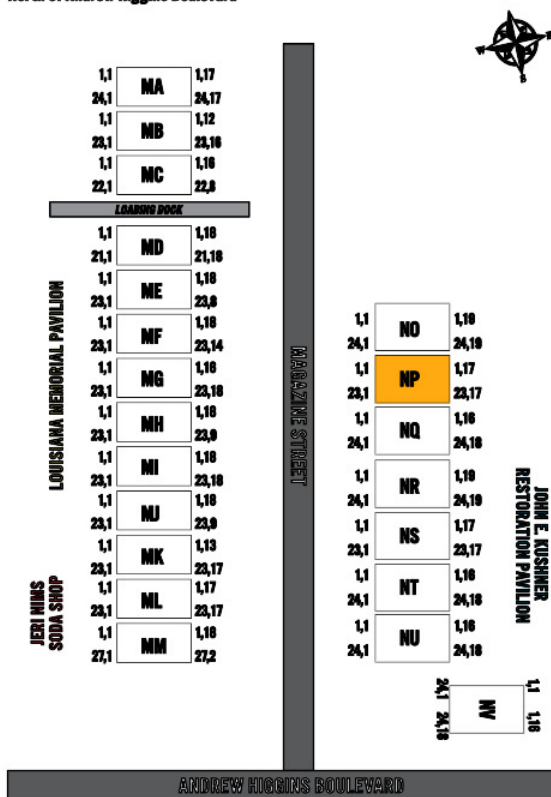 North of Andrew Higgins Boulevard
1,1 MA 1,17
24,1 24,17
1,1 MB 1,12
23,1 23,16
1,1 MC 1,16
22,1 22,8
LOADING DOCK
1,1 MD 1,18
21,1 21,18
1,1 ME 1,18
23,1 23,8
1,1 MF 1,18
23,1 23,14
1,1 MG 1,16
23,1 23,18
1,1 MH 1,18
23,1 23,9
1,1 MI 1,18
23,1 23,18
1,1 MJ 1,18
23,1 23,9
1,1 MK 1,13
23,1 23,17
1,1 ML 1,17
23,1 23,17
1,1 MM 1,18
27,1 27,2
LOUISIANA MEMORIAL PAVILION
JERI NIMS
SODA SHOP
MAGAZINE STREET
1,1 NO 1,19
24,1 24,19
1,1 NP 1,17
23,1 23,17
1,1 NQ 1,16
24,1 24,18
1,1 NR 1,19
24,1 24,19
1,1 NS 1,17
23,1 23,17
1,1 NT 1,16
24,1 24,18
1,1 NU 1,16
24,1 24,18
JOHN E. KUSHNER
RESTORATION PAVILION
24,1 NV 1,1
24,18 1,16
ANDREW HIGGINS BOULEVARD